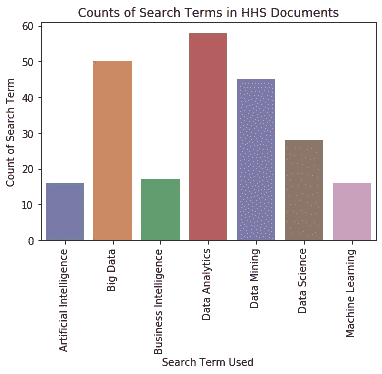 Counts of Search Terms in HHS Documents
Count of Search Term
60
50
40
30
20
10
0
Artificial Intelligence
Big Data
Business Intelligence
Data Analytics
Data Mining
Data Science
Machine Learning
Search Term Used